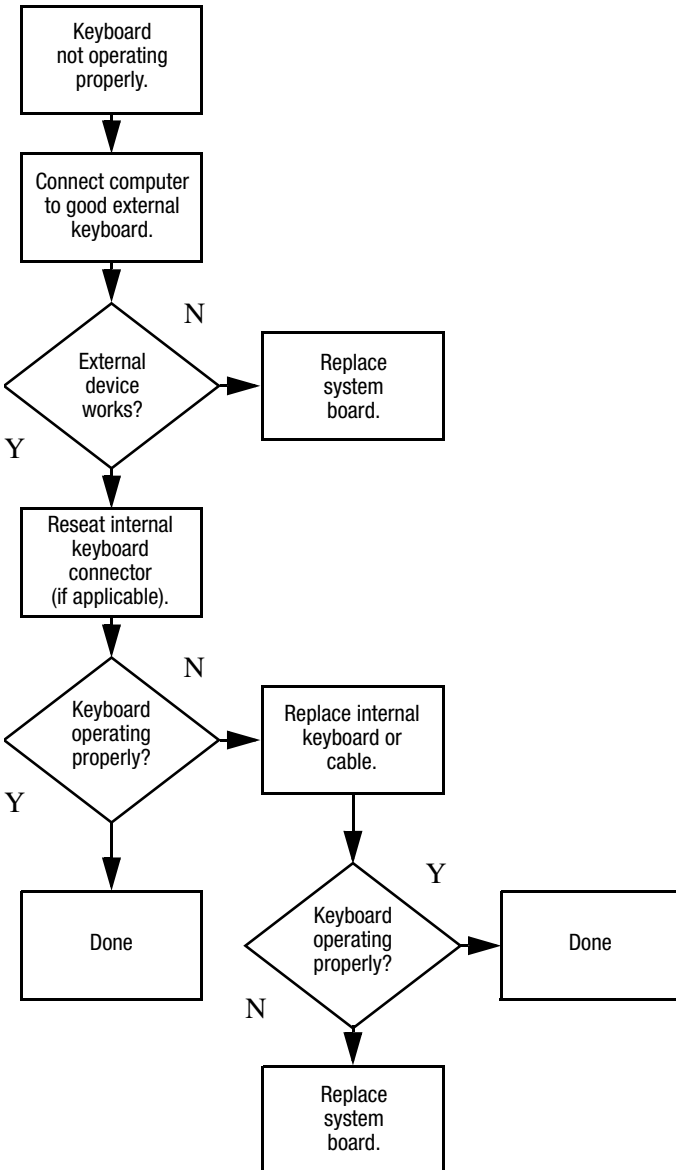 Keyboard
not operating
properly.
Connect computer
to good external
keyboard.
N
External
device
works?
Replace
system
board.
Y
Reseat internal
keyboard
connector
(if applicable).
N
Keyboard
operating
properly?
Replace internal
keyboard or
cable.
Y
Done
Y
Keyboard
operating
properly?
Done
N
Replace
system
board.